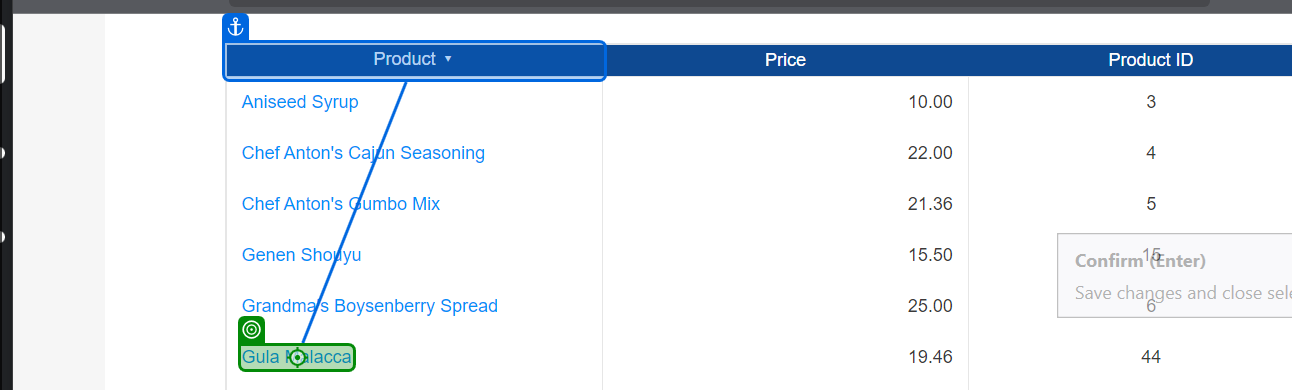 Product ▼ Price Product ID
Aniseed Syrup 10.00 3
Chef Anton's Cajun Seasoning 22.00 4
Chef Anton's Gumbo Mix 21.36 5
Genen Shouyu 15.50 15
Confirm (Enter)
Save changes and close
Grandma's Boysenberry Spread 25.00 6
Gula Malacca 19.46 44